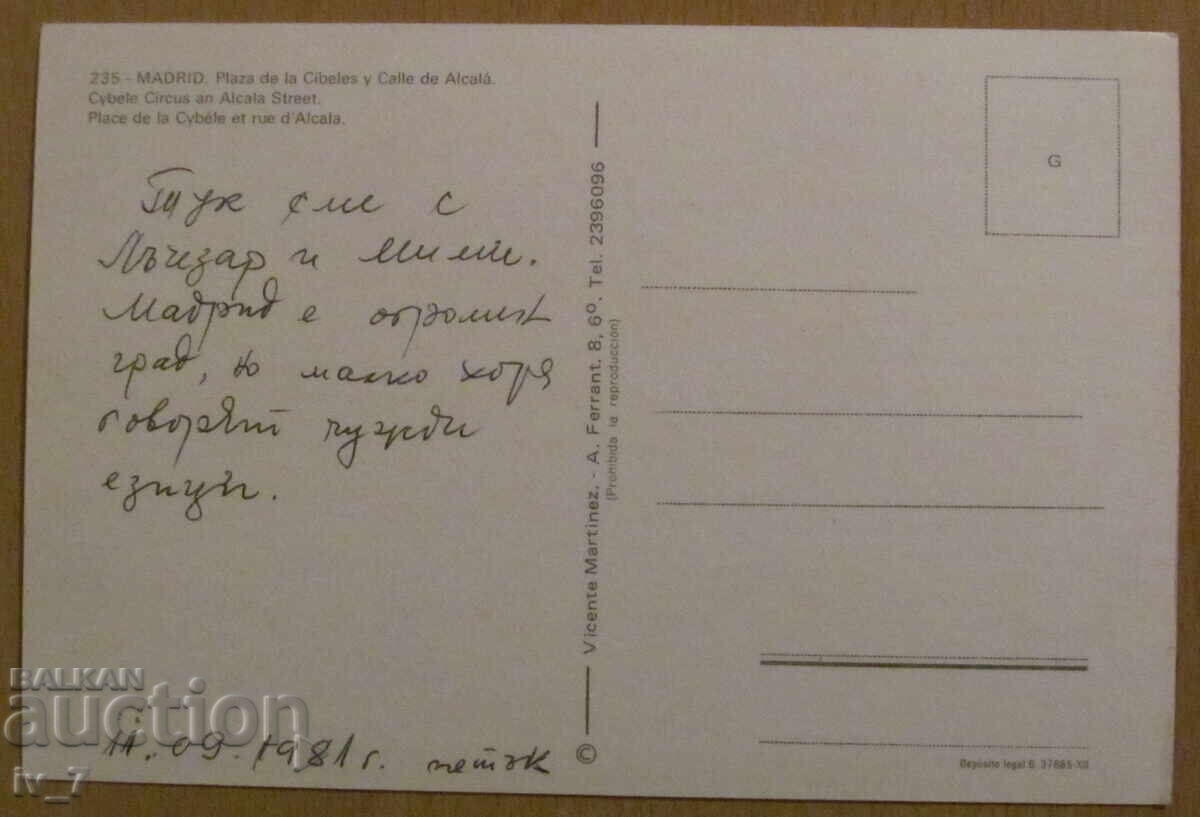 235 - MADRID. Plaza de la Cibeles y Calle de Alcalá.
Cybele Circus an Alcala Street.
Place de la Cybéle et rue d'Alcala.
Тук сме с
Лъчезар и Мими.
Мадрид е огромен
град, но малко хора
говорят чужди
езици.
11.09.1981 г. петък
© Vicente Martinez. - A. Ferrant. 8, 6º. Tel. 2396096
(Prohibida la reproducción)
G
Depósito legal B. 37885-XII
BALKAN
auction
iv_7